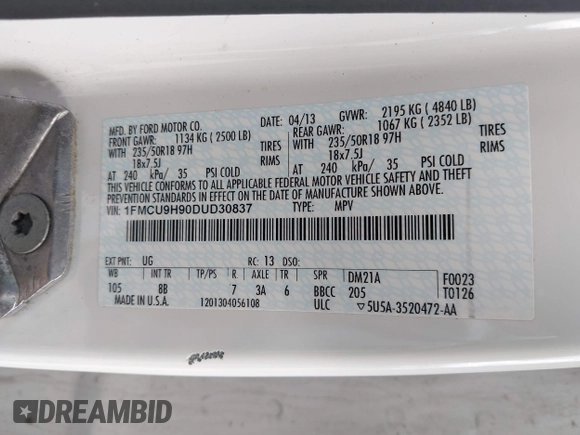 MFD. BY FORD MOTOR CO.
DATE: 04/13 GVWR: 2195 KG ( 4840 LB)
FRONT GAWR: 1134 KG ( 2500 LB)
REAR GAWR: 1067 KG ( 2352 LB)
WITH 235/50R18 97H TIRES
WITH 235/50R18 97H TIRES
18x7.5J RIMS
18x7.5J RIMS
AT 240 kPa/ 35 PSI COLD
AT 240 kPa/ 35 PSI COLD
THIS VEHICLE CONFORMS TO ALL APPLICABLE FEDERAL MOTOR VEHICLE SAFETY AND THEFT
PREVENTION STANDARDS IN EFFECT ON THE DATE OF MANUFACTURE SHOWN ABOVE.
VIN: 1FMCU9H90DUD30837 TYPE: MPV
EXT PNT: UG RC: 13 DSO:
WB INT TR TP/PS R AXLE TR SPR DM21A F0023
105 8B 7 3A 6 BBCC 205 T0126
MADE IN U.S.A. 1201304056108 ULC ▽5U5A-3520472-AA
DREAMBID